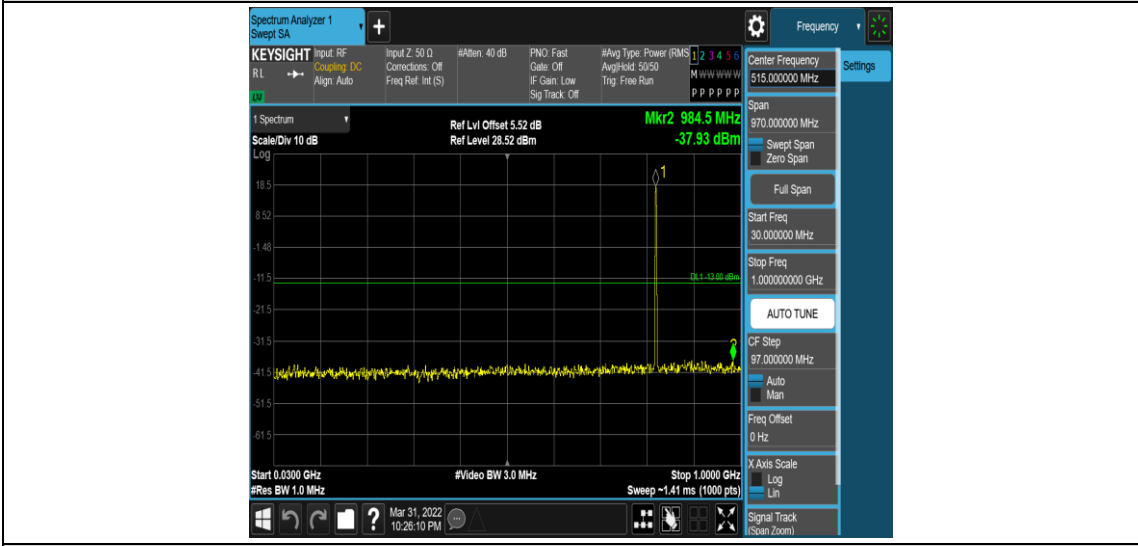 Spectrum Analyzer 1
Swept SA
+
Frequency
KEYSIGHT
RL
Input: RF
Coupling: DC
Align: Auto
Input Z: 50 Ω
Corrections: Off
Freq Ref: Int (S)
#Atten: 40 dB
PNO: Fast
Gate: Off
IF Gain: Low
Sig Track: Off
#Avg Type: Power (RMS
Avg|Hold: 50/50
Trig: Free Run
1 2 3 4 5 6
M W W W W W
P P P P P P
1 Spectrum
Scale/Div 10 dB
Ref Lvl Offset 5.52 dB
Ref Level 28.52 dBm
Mkr2 984.5 MHz
-37.93 dBm
Log
18.5
8.52
-1.48
-11.5
-21.5
-31.5
-41.5
-51.5
-61.5
1
DL1 -13.00 dBm
2
Start 0.0300 GHz
#Res BW 1.0 MHz
#Video BW 3.0 MHz
Stop 1.0000 GHz
Sweep ~1.41 ms (1000 pts)
Mar 31, 2022
10:26:10 PM
?
Center Frequency
515.000000 MHz
Span
970.000000 MHz
Swept Span
Zero Span
Full Span
Start Freq
30.000000 MHz
Stop Freq
1.000000000 GHz
AUTO TUNE
CF Step
97.000000 MHz
Auto
Man
Freq Offset
0 Hz
X Axis Scale
Log
Lin
Signal Track
(Span Zoom)
Settings